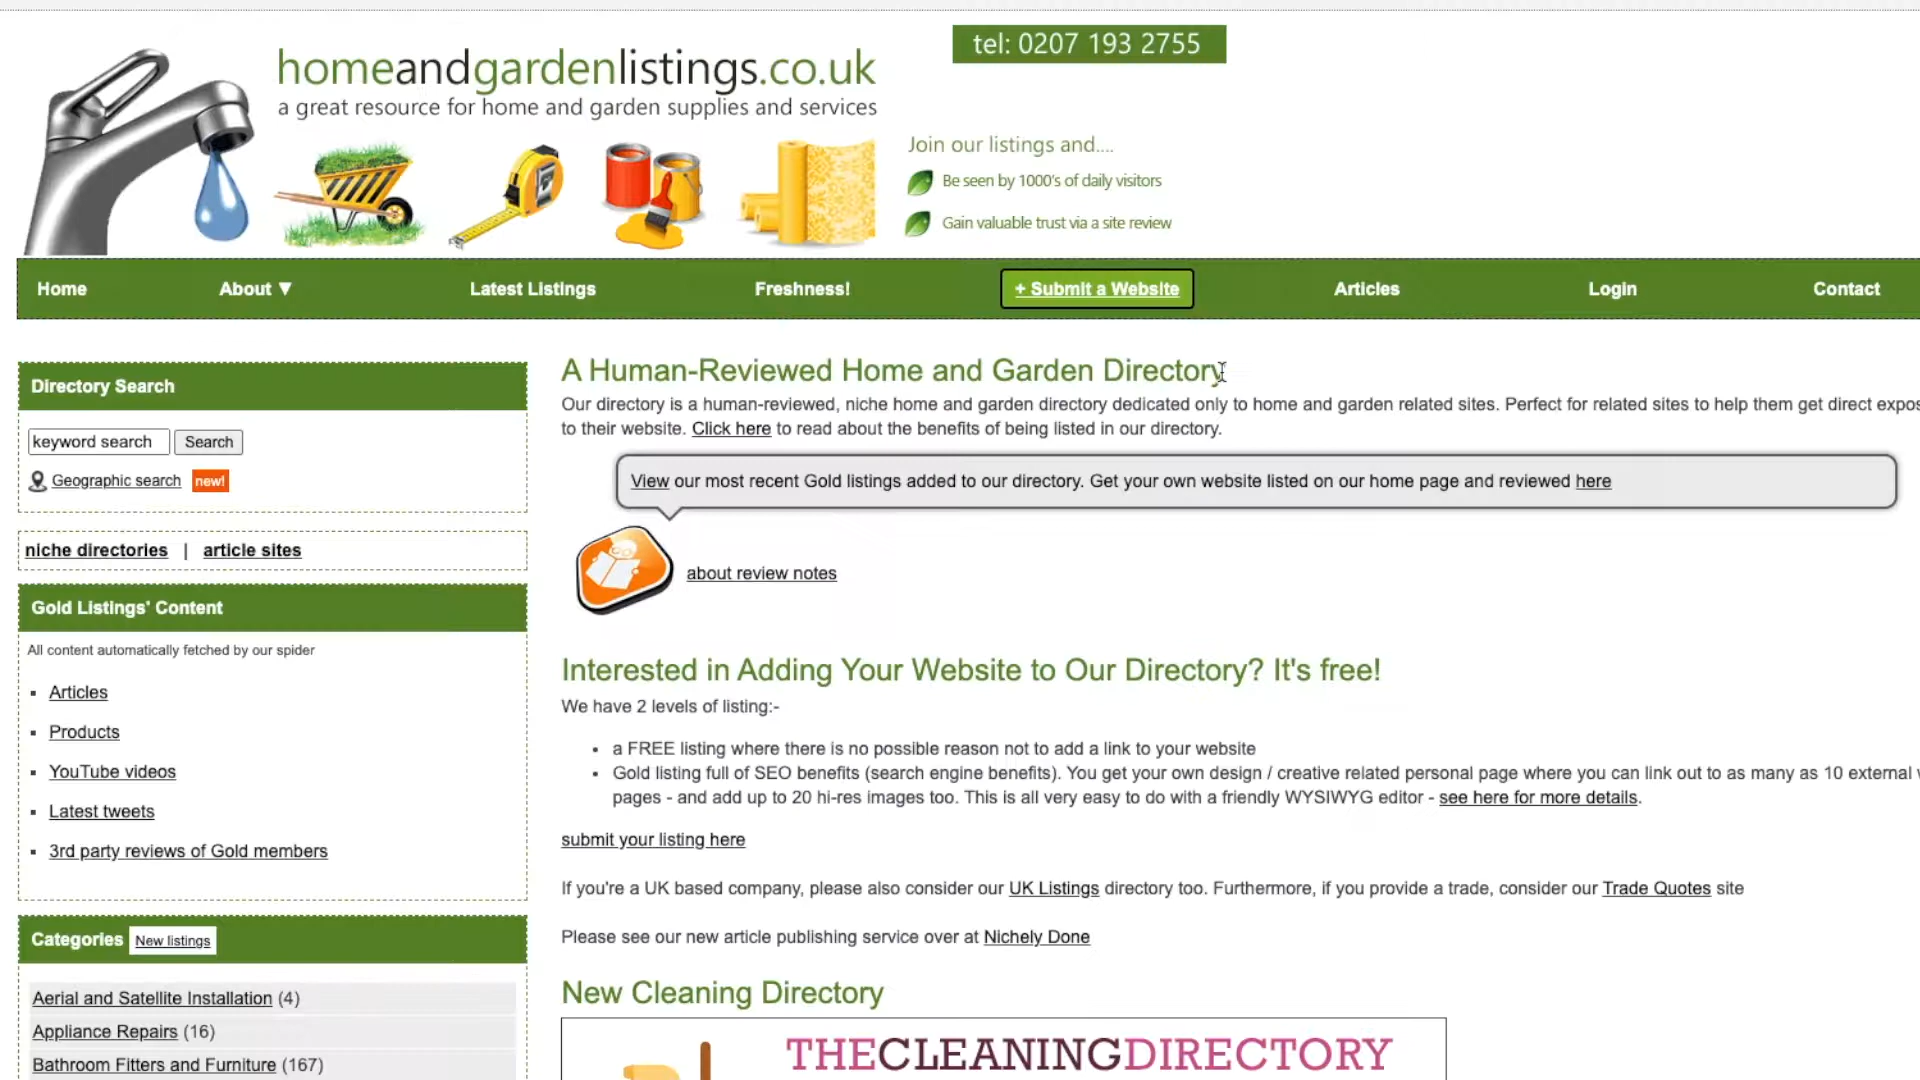 tel: 0207 193 2755
homeandgardenlistings.co.uk
a great resource for home and garden supplies and services
Join our listings and....
Be seen by 1000's of daily visitors
Gain valuable trust via a site review
Home About ▼ Latest Listings Freshness! + Submit a Website Articles Login Contact
Directory Search
keyword search Search
Geographic search new!
niche directories | article sites
Gold Listings' Content
All content automatically fetched by our spider
Articles
Products
YouTube videos
Latest tweets
3rd party reviews of Gold members
Categories New listings
Aerial and Satellite Installation (4)
Appliance Repairs (16)
Bathroom Fitters and Furniture (167)
A Human-Reviewed Home and Garden Directory
Our directory is a human-reviewed, niche home and garden directory dedicated only to home and garden related sites. Perfect for related sites to help them get direct
to their website. Click here to read about the benefits of being listed in our directory.
View our most recent Gold listings added to our directory. Get your own website listed on our home page and reviewed here
about review notes
Interested in Adding Your Website to Our Directory? It's free!
We have 2 levels of listing:-
• a FREE listing where there is no possible reason not to add a link to your website
• Gold listing full of SEO benefits (search engine benefits). You get your own design / creative related personal page where you can link out to as many as 10 external
pages - and add up to 20 hi-res images too. This is all very easy to do with a friendly WYSIWYG editor - see here for more details.
submit your listing here
If you're a UK based company, please also consider our UK Listings directory too. Furthermore, if you provide a trade, consider our Trade Quotes site
Please see our new article publishing service over at Nichely Done
New Cleaning Directory
THECLEANINGDIRECTORY